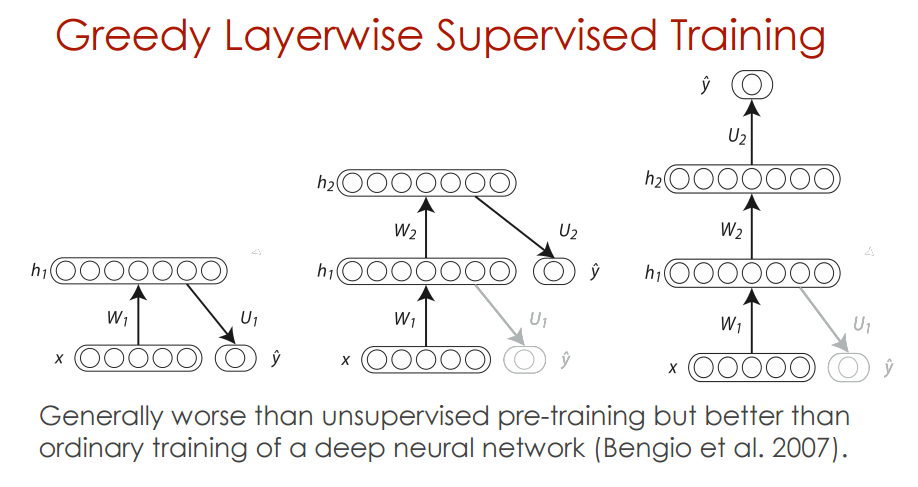 Greedy Layerwise Supervised Training
h1
W1
U1
x
ŷ
h2
W2
U2
h1
ŷ
W1
U1
x
ŷ
ŷ
U2
h2
W2
h1
W1
U1
x
ŷ
Generally worse than unsupervised pre-training but better than
ordinary training of a deep neural network (Bengio et al. 2007).